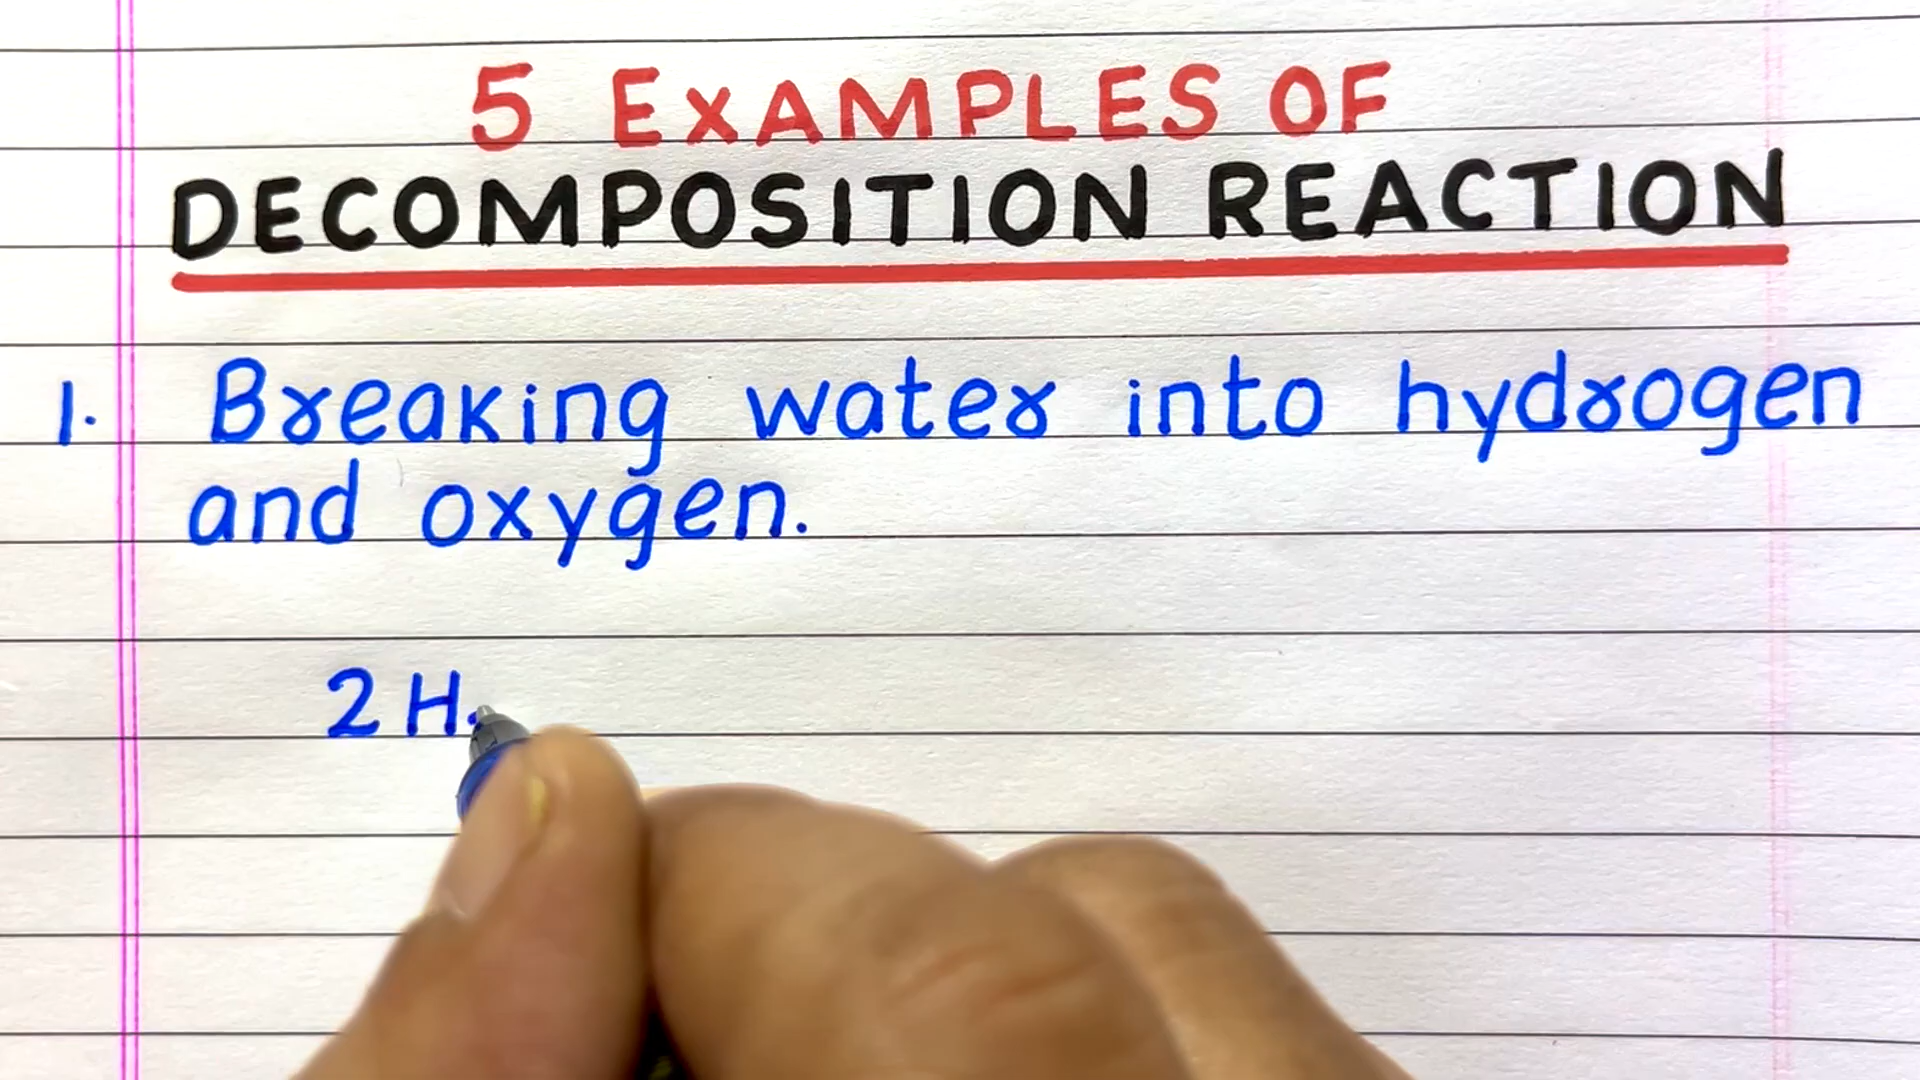 5 EXAMPLES OF
DECOMPOSITION REACTION
1. Breaking water into hydrogen
and oxygen.
2H